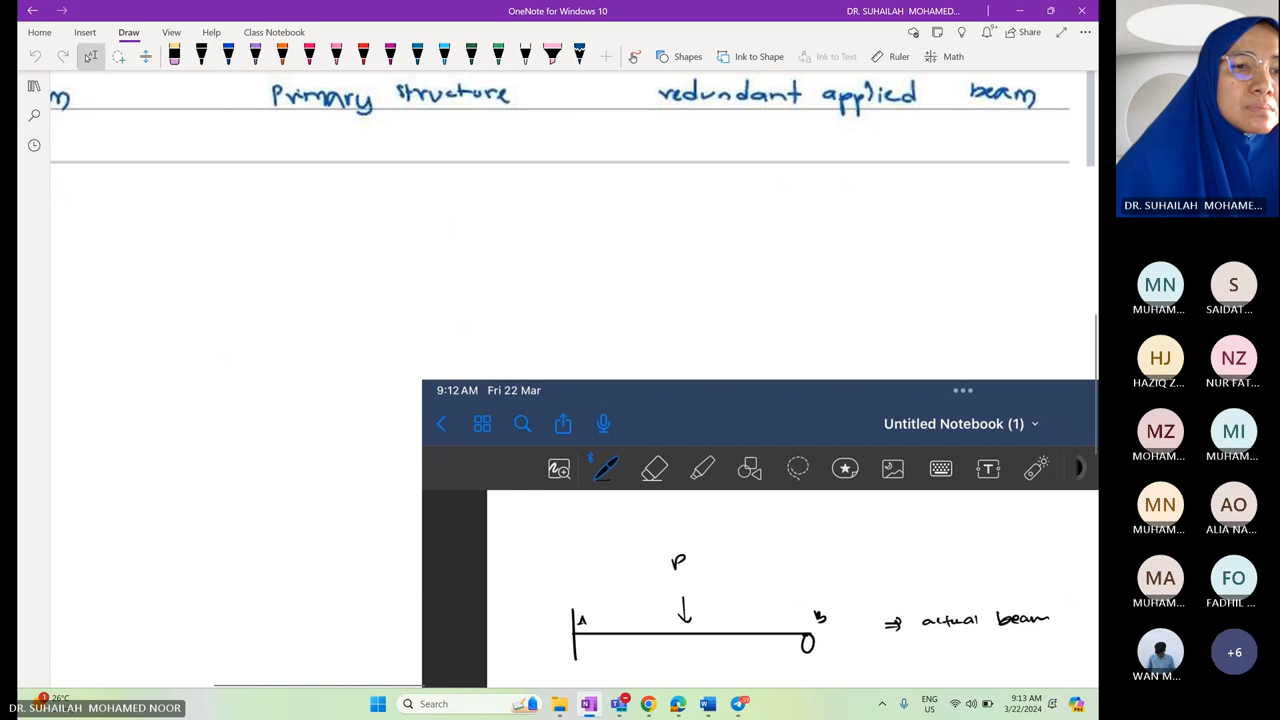 OneNote for Windows 10
DR. SUHAILAH MOHAMED...
Home Insert Draw View Help Class Notebook
Share
Shapes Ink to Shape Ink to Text Ruler Math
Primary structure redundant applied beam
DR. SUHAILAH MOHAME...
MN S
MUHAM... SAIDAT...
HJ NZ
HAZIQ Z... NUR FAT...
MZ MI
MOHAM... MUHAM...
MN AO
MUHAM... ALIA NA...
MA FO
MUHAM... FADHIL ...
+6
WAN M...
9:12 AM Fri 22 Mar
Untitled Notebook (1)
P
A B ⇒ actual beam
26°C
Search
ENG
US
9:13 AM
3/22/2024
DR. SUHAILAH MOHAMED NOOR